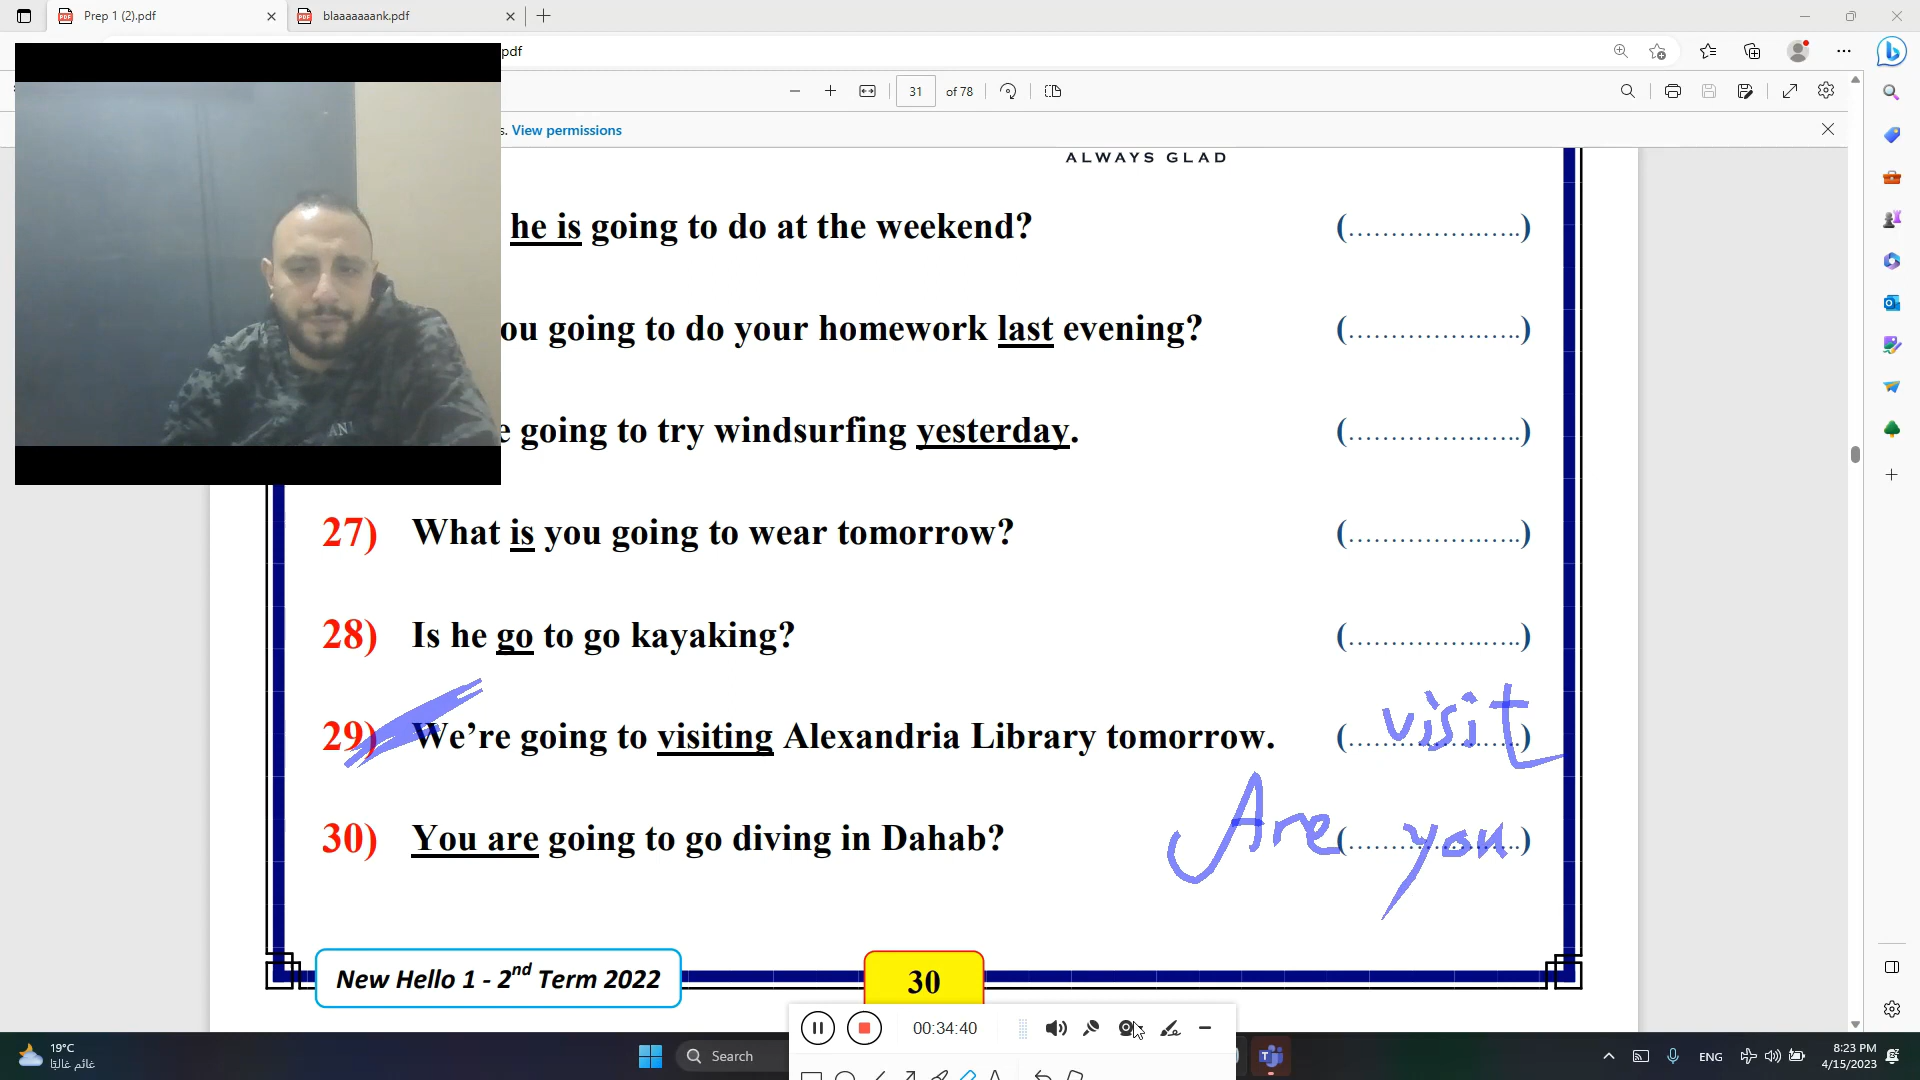 Prep 1 (2).pdf
blaaaaaaank.pdf
pdf
31 of 78
s. View permissions
ALWAYS GLAD
he is going to do at the weekend? (........................)
ou going to do your homework last evening? (........................)
e going to try windsurfing yesterday. (........................)
27) What is you going to wear tomorrow? (........................)
28) Is he go to go kayaking? (........................)
29) We're going to visiting Alexandria Library tomorrow. (........................) visit
30) You are going to go diving in Dahab? (........................) Are you
New Hello 1 - 2nd Term 2022
30
00:34:40
19°C
غائم غالبًا
Search
ENG
8:23 PM
4/15/2023